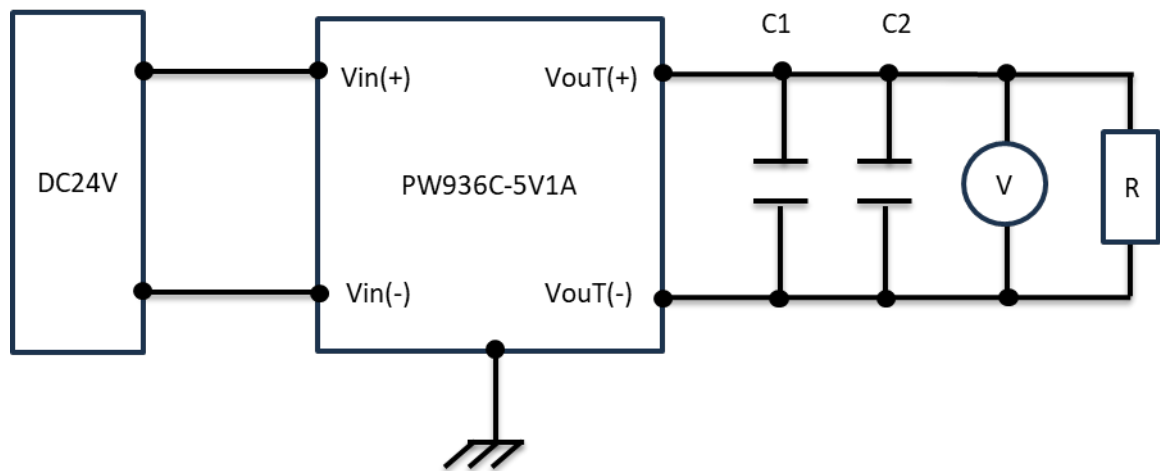 C1
C2
Vin(+)
VouT(+)
DC24V
PW936C-5V1A
V
R
Vin(-)
VouT(-)